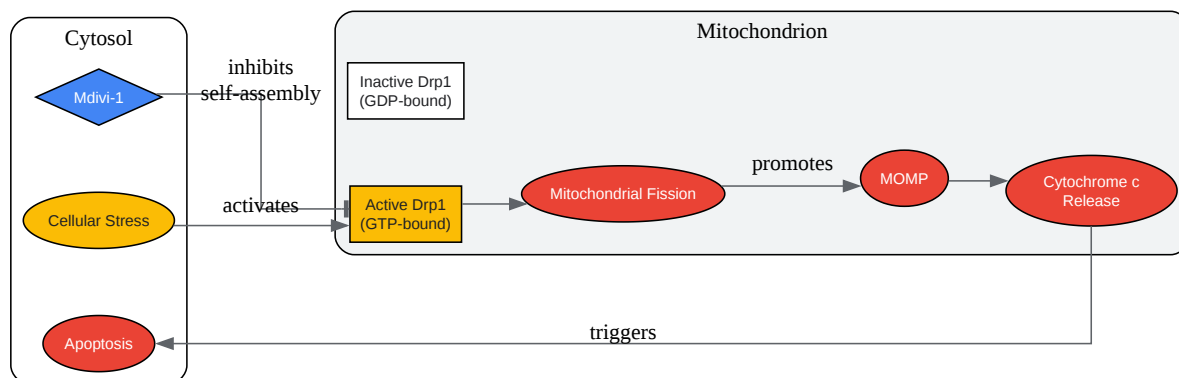 Cytosol
Mitochondrion
Mdivi-1
inhibits
self-assembly
Inactive Drp1
(GDP-bound)
Cellular Stress
activates
Active Drp1
(GTP-bound)
Mitochondrial Fission
promotes
MOMP
Cytochrome c
Release
Apoptosis
triggers